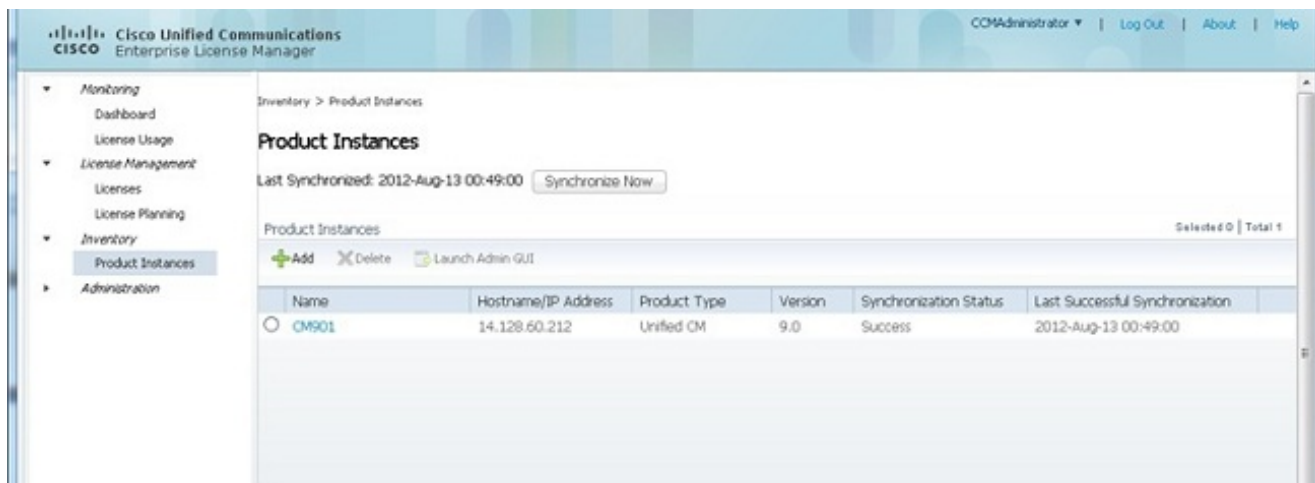 CCMAdministrator | Log Out | About | Help
Cisco Unified Communications
CISCO Enterprise License Manager
Monitoring
Dashboard
License Usage
License Management
Licenses
License Planning
Inventory
Product Instances
Administration
Inventory > Product Instances
Product Instances
Last Synchronized: 2012-Aug-13 00:49:00 Synchronize Now
Product Instances Selected 0 | Total 1
Add Delete Launch Admin GUI
Name Hostname/IP Address Product Type Version Synchronization Status Last Successful Synchronization
CM901 14.128.60.212 Unified CM 9.0 Success 2012-Aug-13 00:49:00